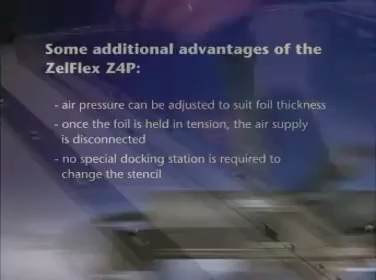 Some additional advantages of the
ZelFlex Z4P:
- air pressure can be adjusted to suit foil thickness
- once the foil is held in tension, the air supply
is disconnected
- no special docking station is required to
change the stencil